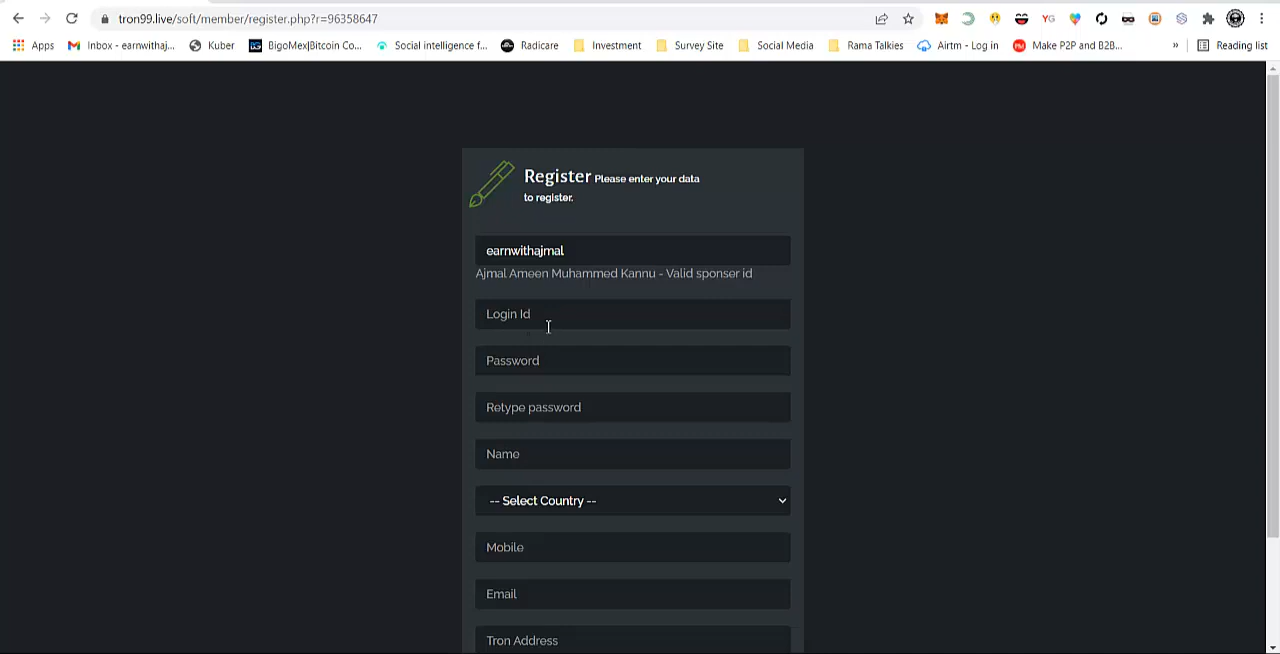 tron99.live/soft/member/register.php?r=96358647
YG
Apps Inbox - earnwithaj... Kuber BigoMex|Bitcoin Co... Social intelligence f... Radicare Investment Survey Site Social Media Rama Talkies Airtm - Log in Make P2P and B2B... » Reading list
Register Please enter your data
to register.
earnwithajmal
Ajmal Ameen Muhammed Kannu - Valid sponser id
Login Id
Password
Retype password
Name
-- Select Country --
Mobile
Email
Tron Address